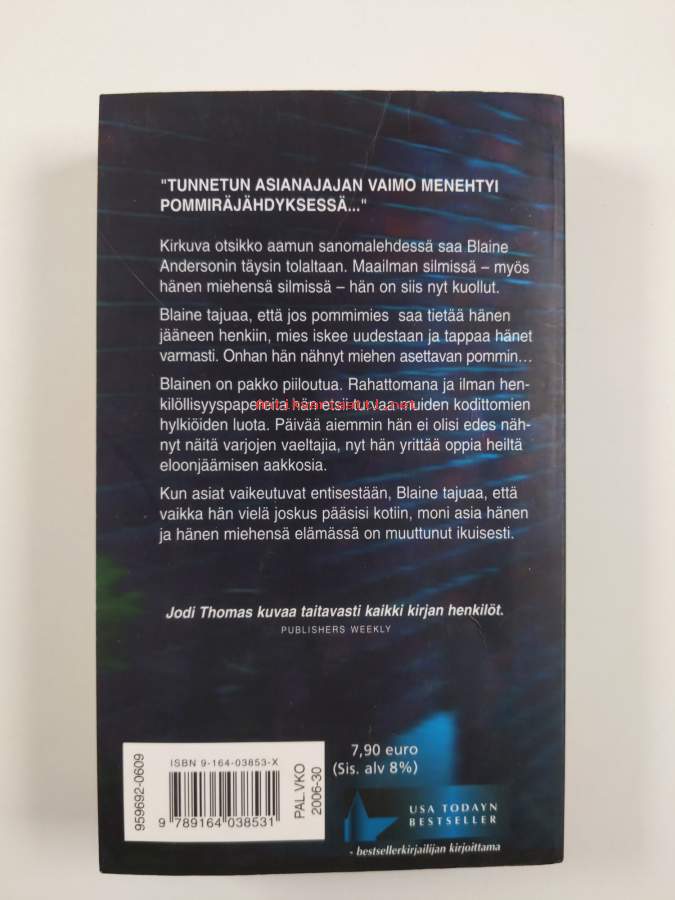 "TUNNETUN ASIANAJAJAN VAIMO MENEHTYI
POMMIRÄJÄHDYKSESSÄ..."
Kirkuva otsikko aamun sanomalehdessä saa Blaine
Andersonin täysin tolaltaan. Maailman silmissä – myös
hänen miehensä silmissä – hän on siis nyt kuollut.
Blaine tajuaa, että jos pommimies saa tietää hänen
jääneen henkiin, mies iskee uudestaan ja tappaa hänet
varmasti. Onhan hän nähnyt miehen asettavan pommin...
Blainen on pakko piiloutua. Rahattomana ja ilman hen-
kilöllisyyspapereita hän etsii turvaa muiden kodittomien
hylkiöiden luota. Päivää aiemmin hän ei olisi edes näh-
nyt näitä varjojen vaeltajia, nyt hän yrittää oppia heiltä
eloonjäämisen aakkosia.
Kun asiat vaikeutuvat entisestään, Blaine tajuaa, että
vaikka hän vielä joskus pääsisi kotiin, moni asia hänen
ja hänen miehensä elämässä on muuttunut ikuisesti.
Jodi Thomas kuvaa taitavasti kaikki kirjan henkilöt.
PUBLISHERS WEEKLY
959692-0609
ISBN 9-164-03853-X
9 789164 038531
PAL.VKO
2006-30
7,90 euro
(Sis. alv 8%)
USA TODAYN
BESTSELLER
- bestsellerkirjailijan kirjoittama